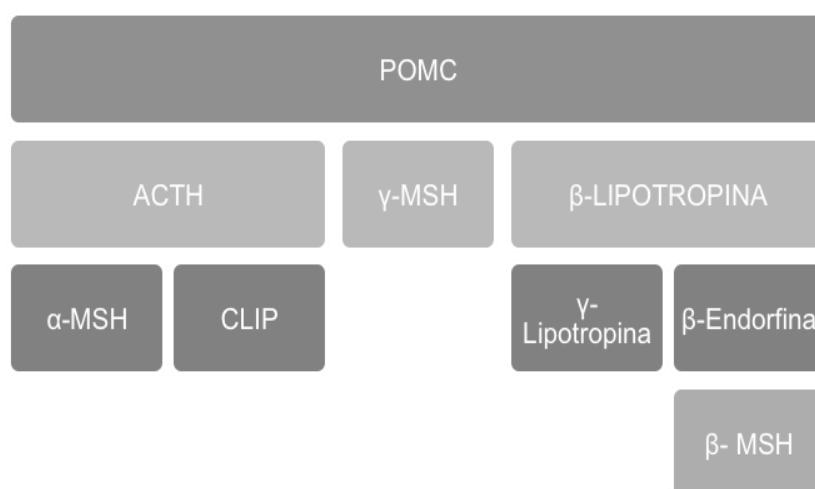 POMC
ACTH
γ-MSH
β-LIPOTROPINA
α-MSH
CLIP
γ-
Lipotropina
β-Endorfina
β- MSH